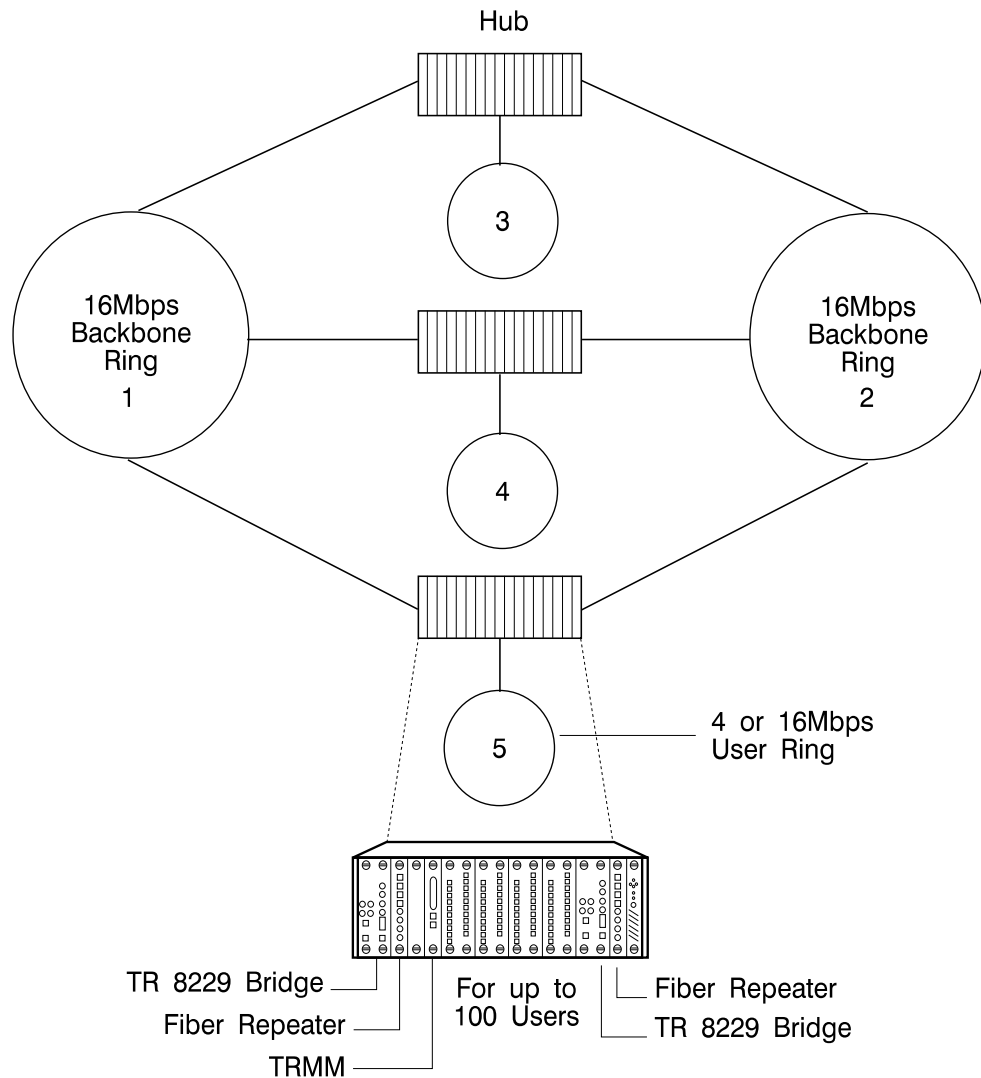 Hub
3
16Mbps
Backbone
Ring
1
16Mbps
Backbone
Ring
2
4
5
4 or 16Mbps
User Ring
TR 8229 Bridge
Fiber Repeater
TRMM
For up to
100 Users
Fiber Repeater
TR 8229 Bridge